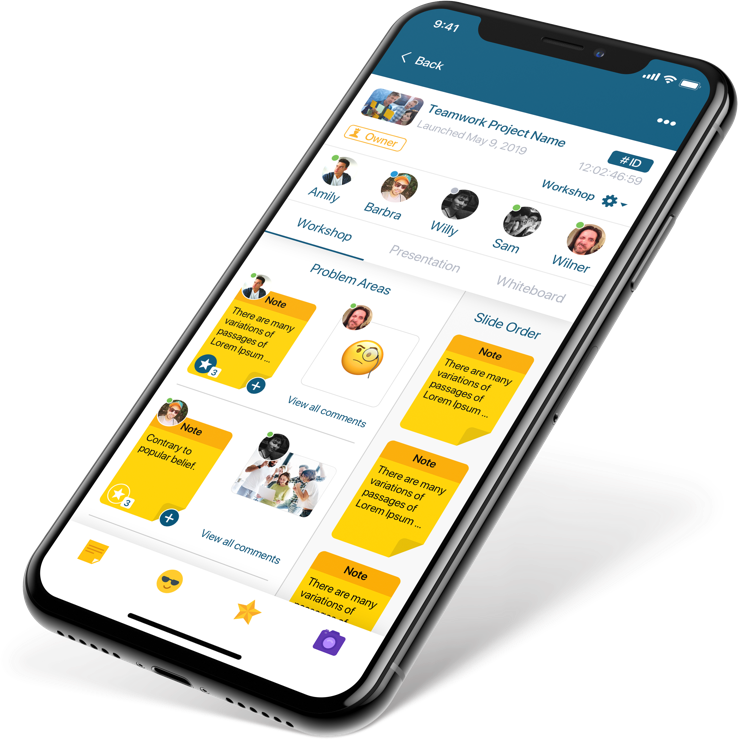 9:41
Back
Teamwork Project Name
Launched May 9, 2019
Owner
#ID
12:02:46:59
Workshop
Amily
Barbra
Willy
Sam
Wilner
Workshop
Presentation
Whiteboard
Problem Areas
Note
There are many
variations of
passages of
Lorem Ipsum ...
3
View all comments
Note
Contrary to
popular belief.
3
View all comments
Slide Order
Note
There are many
variations of
passages of
Lorem Ipsum ...
Note
There are many
variations of
passages of
Lorem Ipsum ...
Note
There are many
variations of
passages of